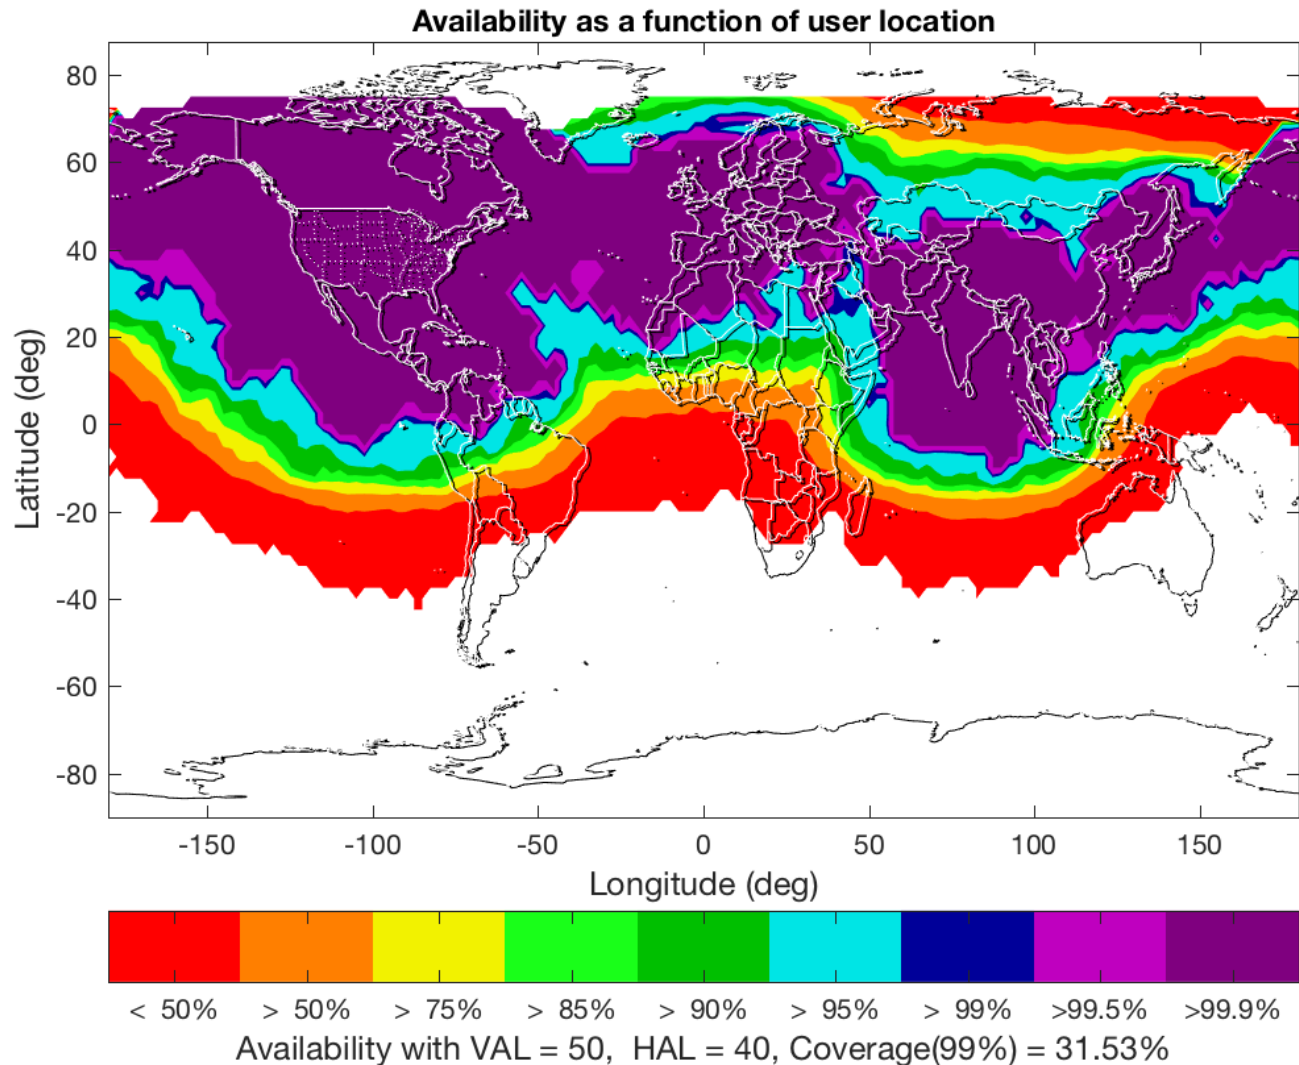 Availability as a function of user location
80
60
40
20
0
-20
-40
-60
-80
Latitude (deg)
-150 -100 -50 0 50 100 150
Longitude (deg)
< 50% > 50% > 75% > 85% > 90% > 95% > 99% >99.5% >99.9%
Availability with VAL = 50, HAL = 40, Coverage(99%) = 31.53%